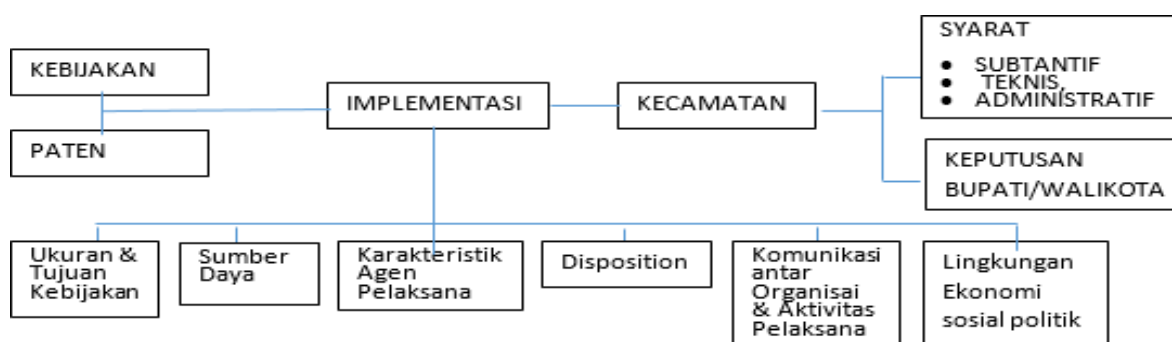 KEBIJAKAN
PATEN
IMPLEMENTASI
KECAMATAN
SYARAT
● SUBTANTIF
● TEKNIS,
● ADMINISTRATIF
KEPUTUSAN
BUPATI/WALIKOTA
Ukuran &
Tujuan
Kebijakan
Sumber
Daya
Karakteristik
Agen
Pelaksana
Disposition
Komunikasi
antar
Organisai
& Aktivitas
Pelaksana
Lingkungan
Ekonomi
sosial politik